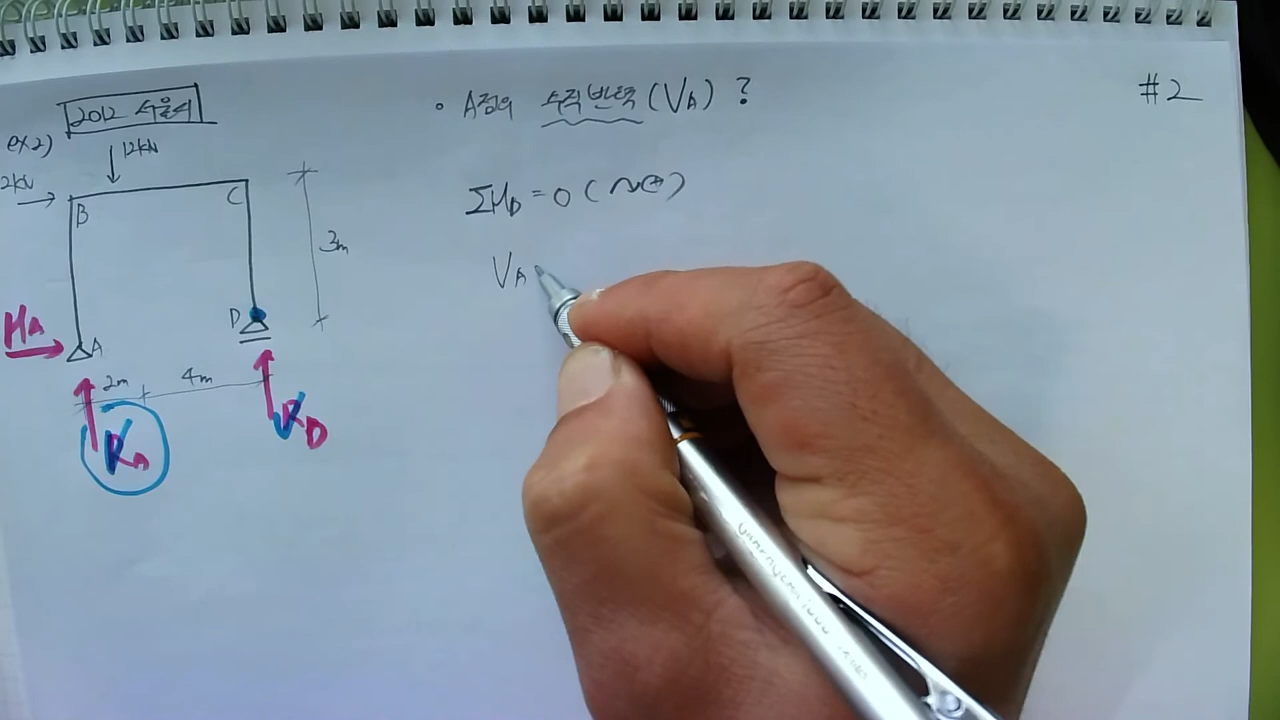 2012 서울시
#2
• A점의 수직반력(VA)?
ex2)
12kN
2kN
B
C
ΣMD = 0 (↷⊕)
3m
VA
HA
D
A
2m
4m
VA
VD